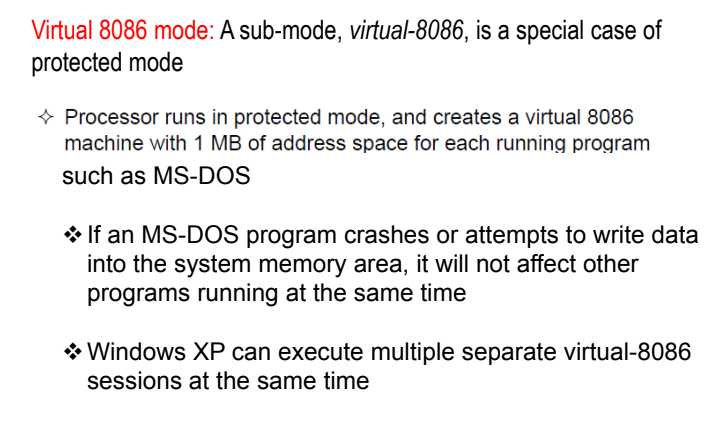 Virtual 8086 mode: A sub-mode, virtual-8086, is a special case of
protected mode
✧ Processor runs in protected mode, and creates a virtual 8086
machine with 1 MB of address space for each running program
such as MS-DOS
❖ If an MS-DOS program crashes or attempts to write data
into the system memory area, it will not affect other
programs running at the same time
❖ Windows XP can execute multiple separate virtual-8086
sessions at the same time